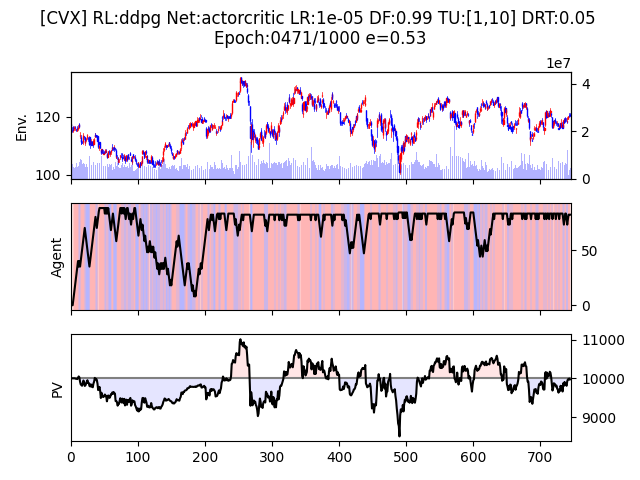 [CVX] RL:ddpg Net:actorcritic LR:1e-05 DF:0.99 TU:[1,10] DRT:0.05
Epoch:0471/1000 e=0.53
1e7
Env.
120
100
4
2
0
Agent
50
0
PV
11000
10000
9000
0 100 200 300 400 500 600 700